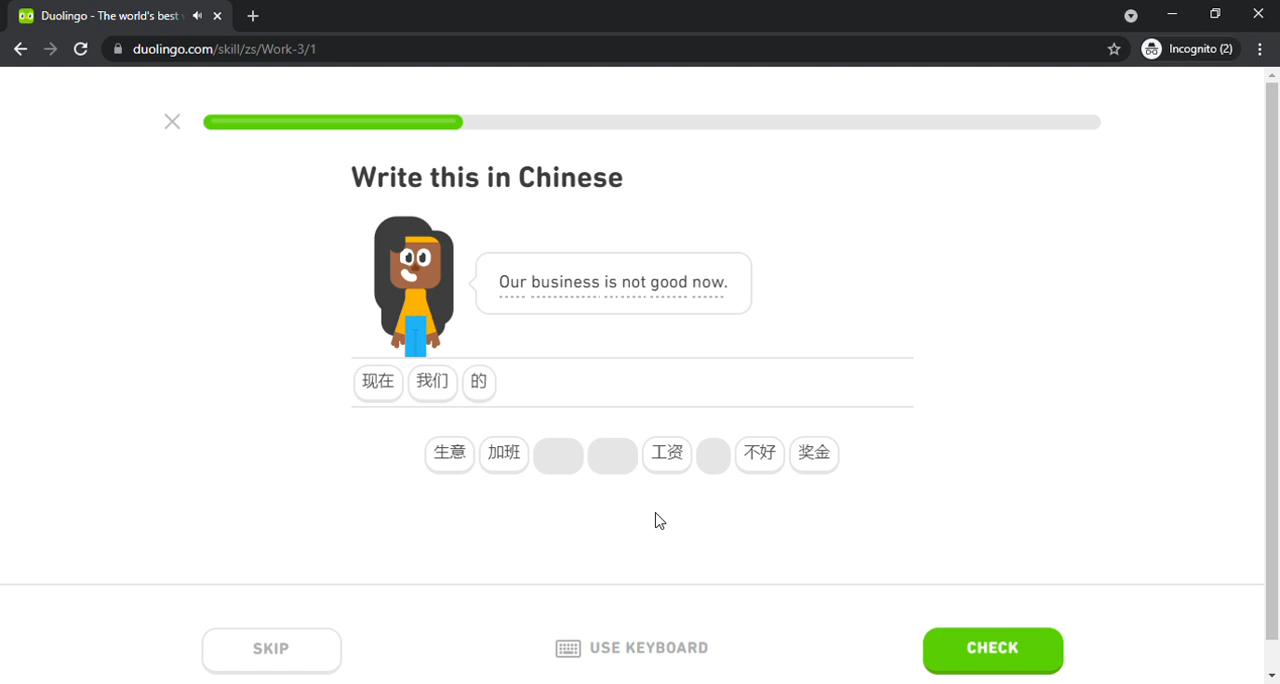 Duolingo - The world's best
duolingo.com/skill/zs/Work-3/1
Incognito (2)
Write this in Chinese
Our business is not good now.
现在 我们 的
生意 加班 工资 不好 奖金
SKIP
USE KEYBOARD
CHECK